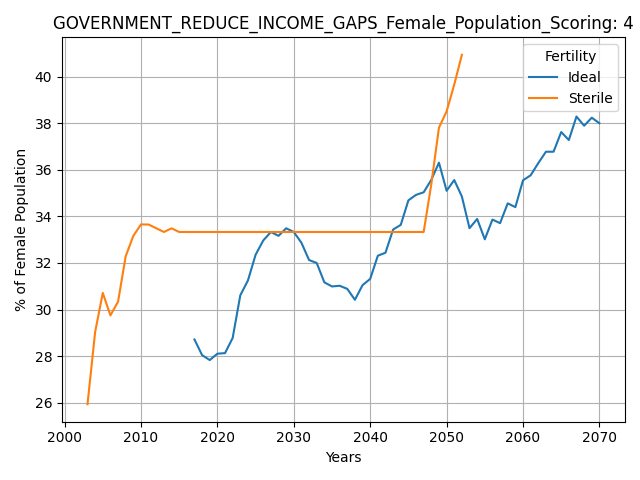 GOVERNMENT_REDUCE_INCOME_GAPS_Female_Population_Scoring: 4
Fertility
Ideal
Sterile
% of Female Population
40
38
36
34
32
30
28
26
2000 2010 2020 2030 2040 2050 2060 2070
Years